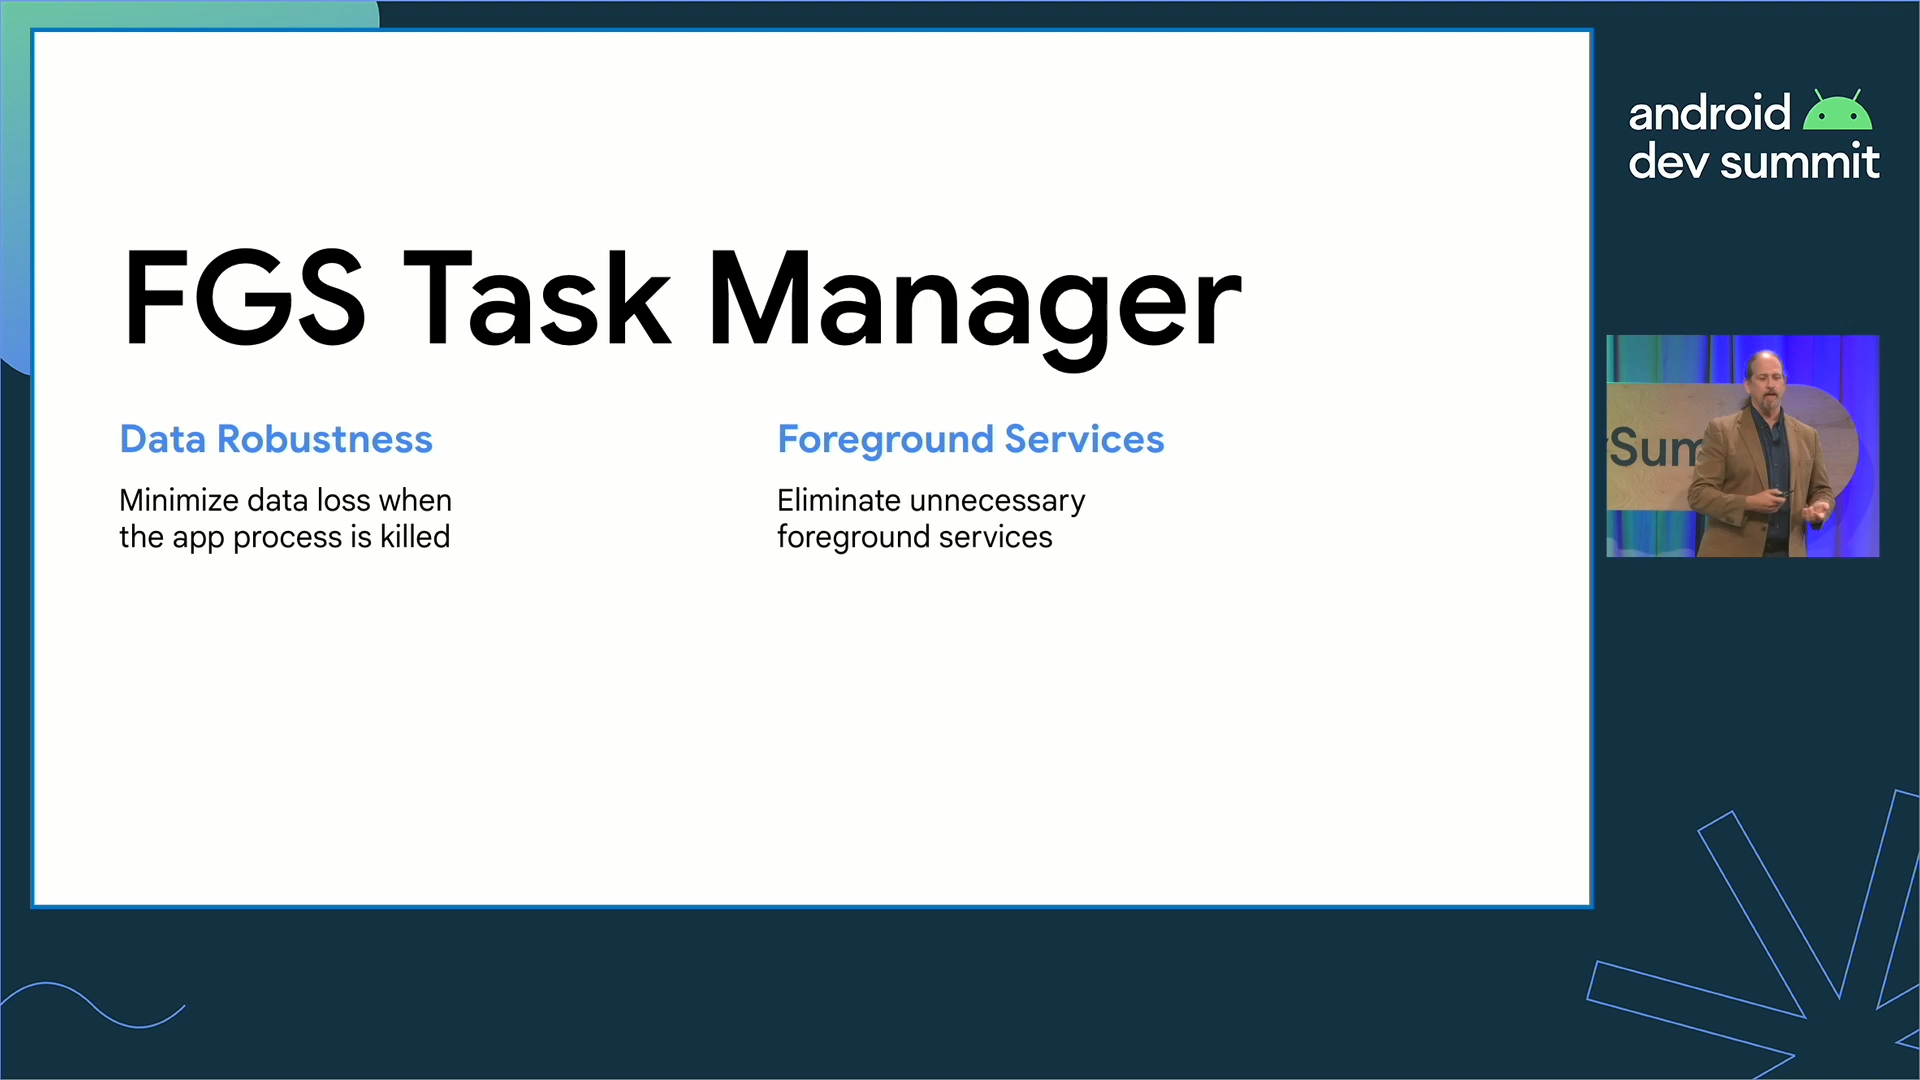 FGS Task Manager
Data Robustness
Minimize data loss when
the app process is killed
Foreground Services
Eliminate unnecessary
foreground services
android
dev summit